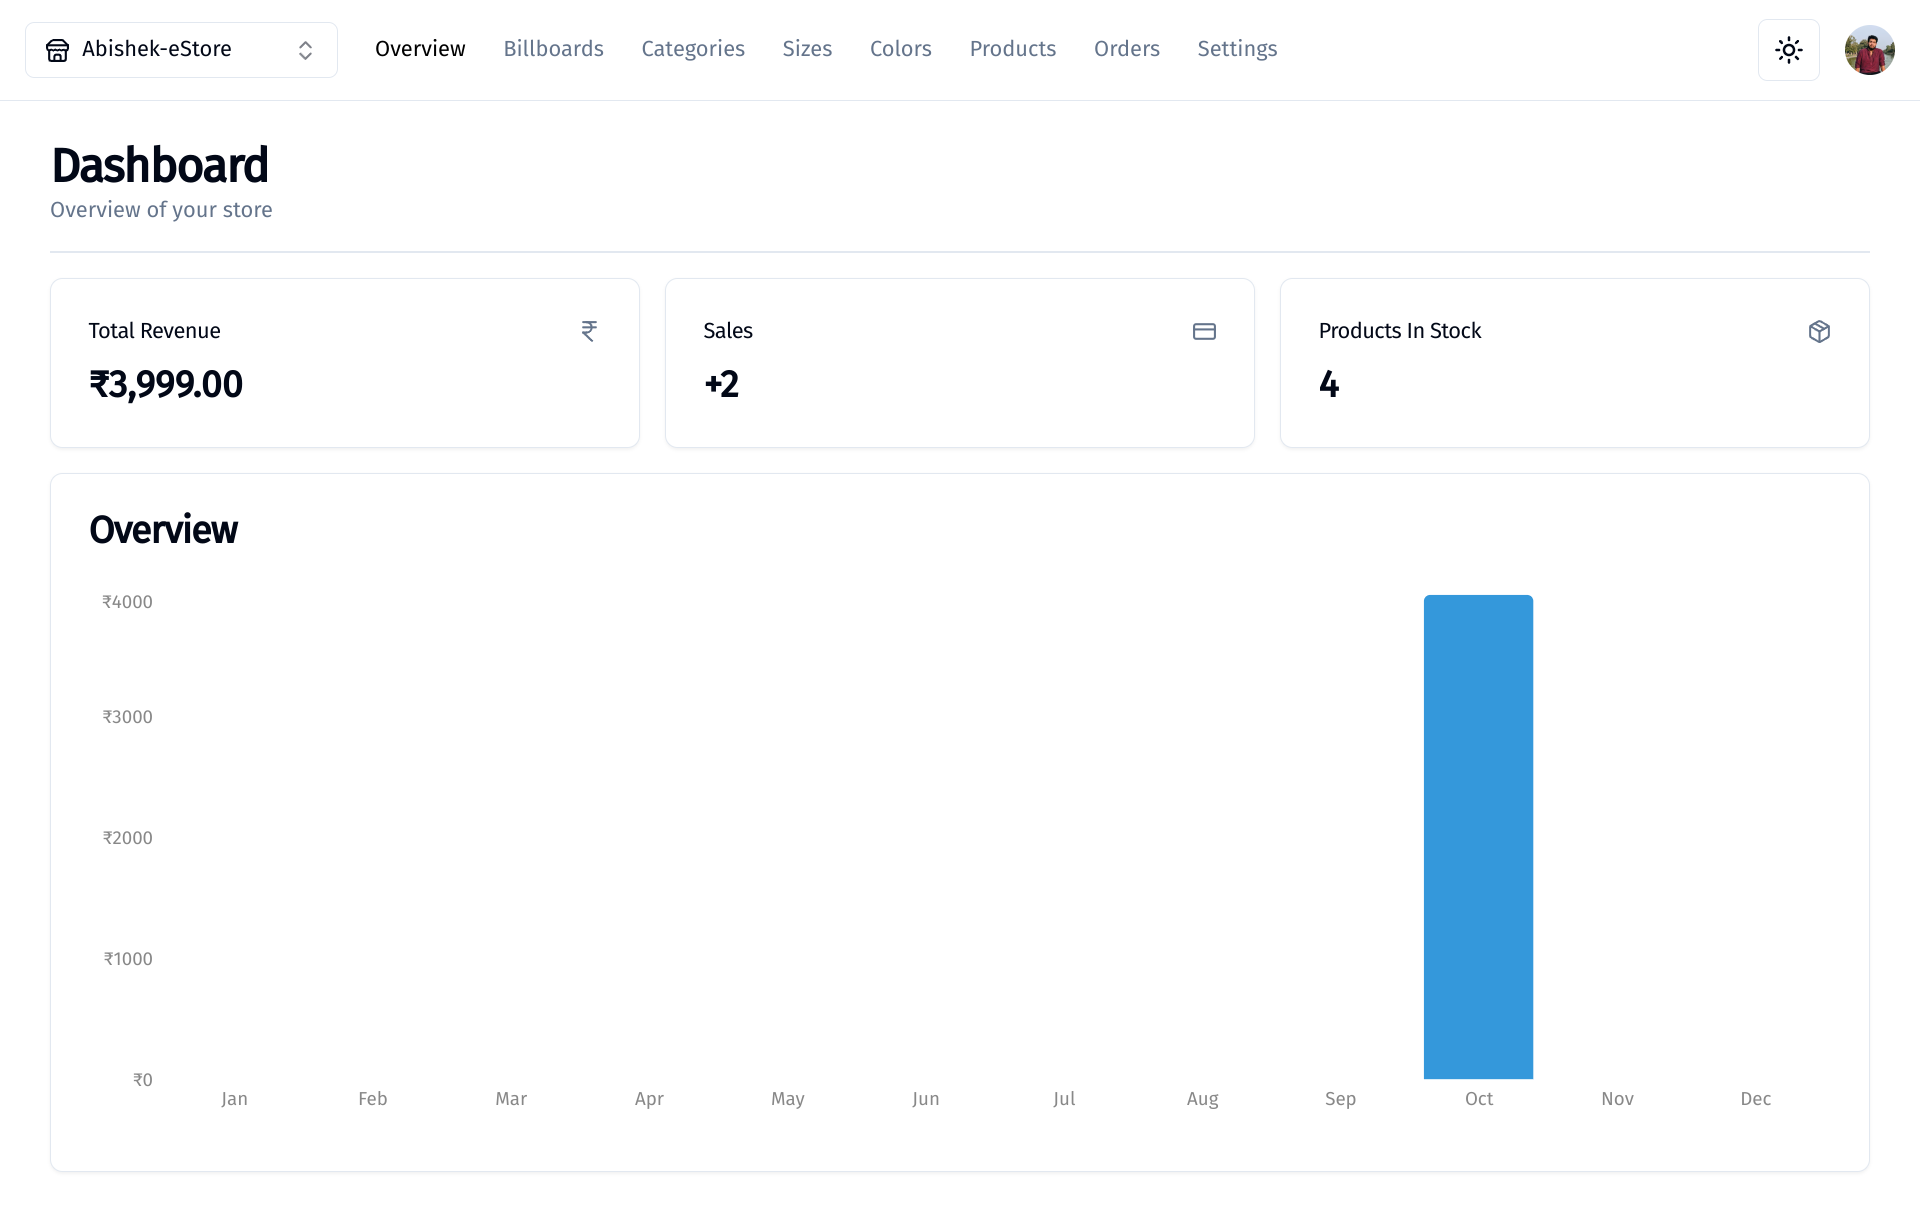 Abishek-eStore
Overview
Billboards
Categories
Sizes
Colors
Products
Orders
Settings
Dashboard
Overview of your store
Total Revenue
₹3,999.00
Sales
+2
Products In Stock
4
Overview
₹4000
₹3000
₹2000
₹1000
₹0
Jan Feb Mar Apr May Jun Jul Aug Sep Oct Nov Dec